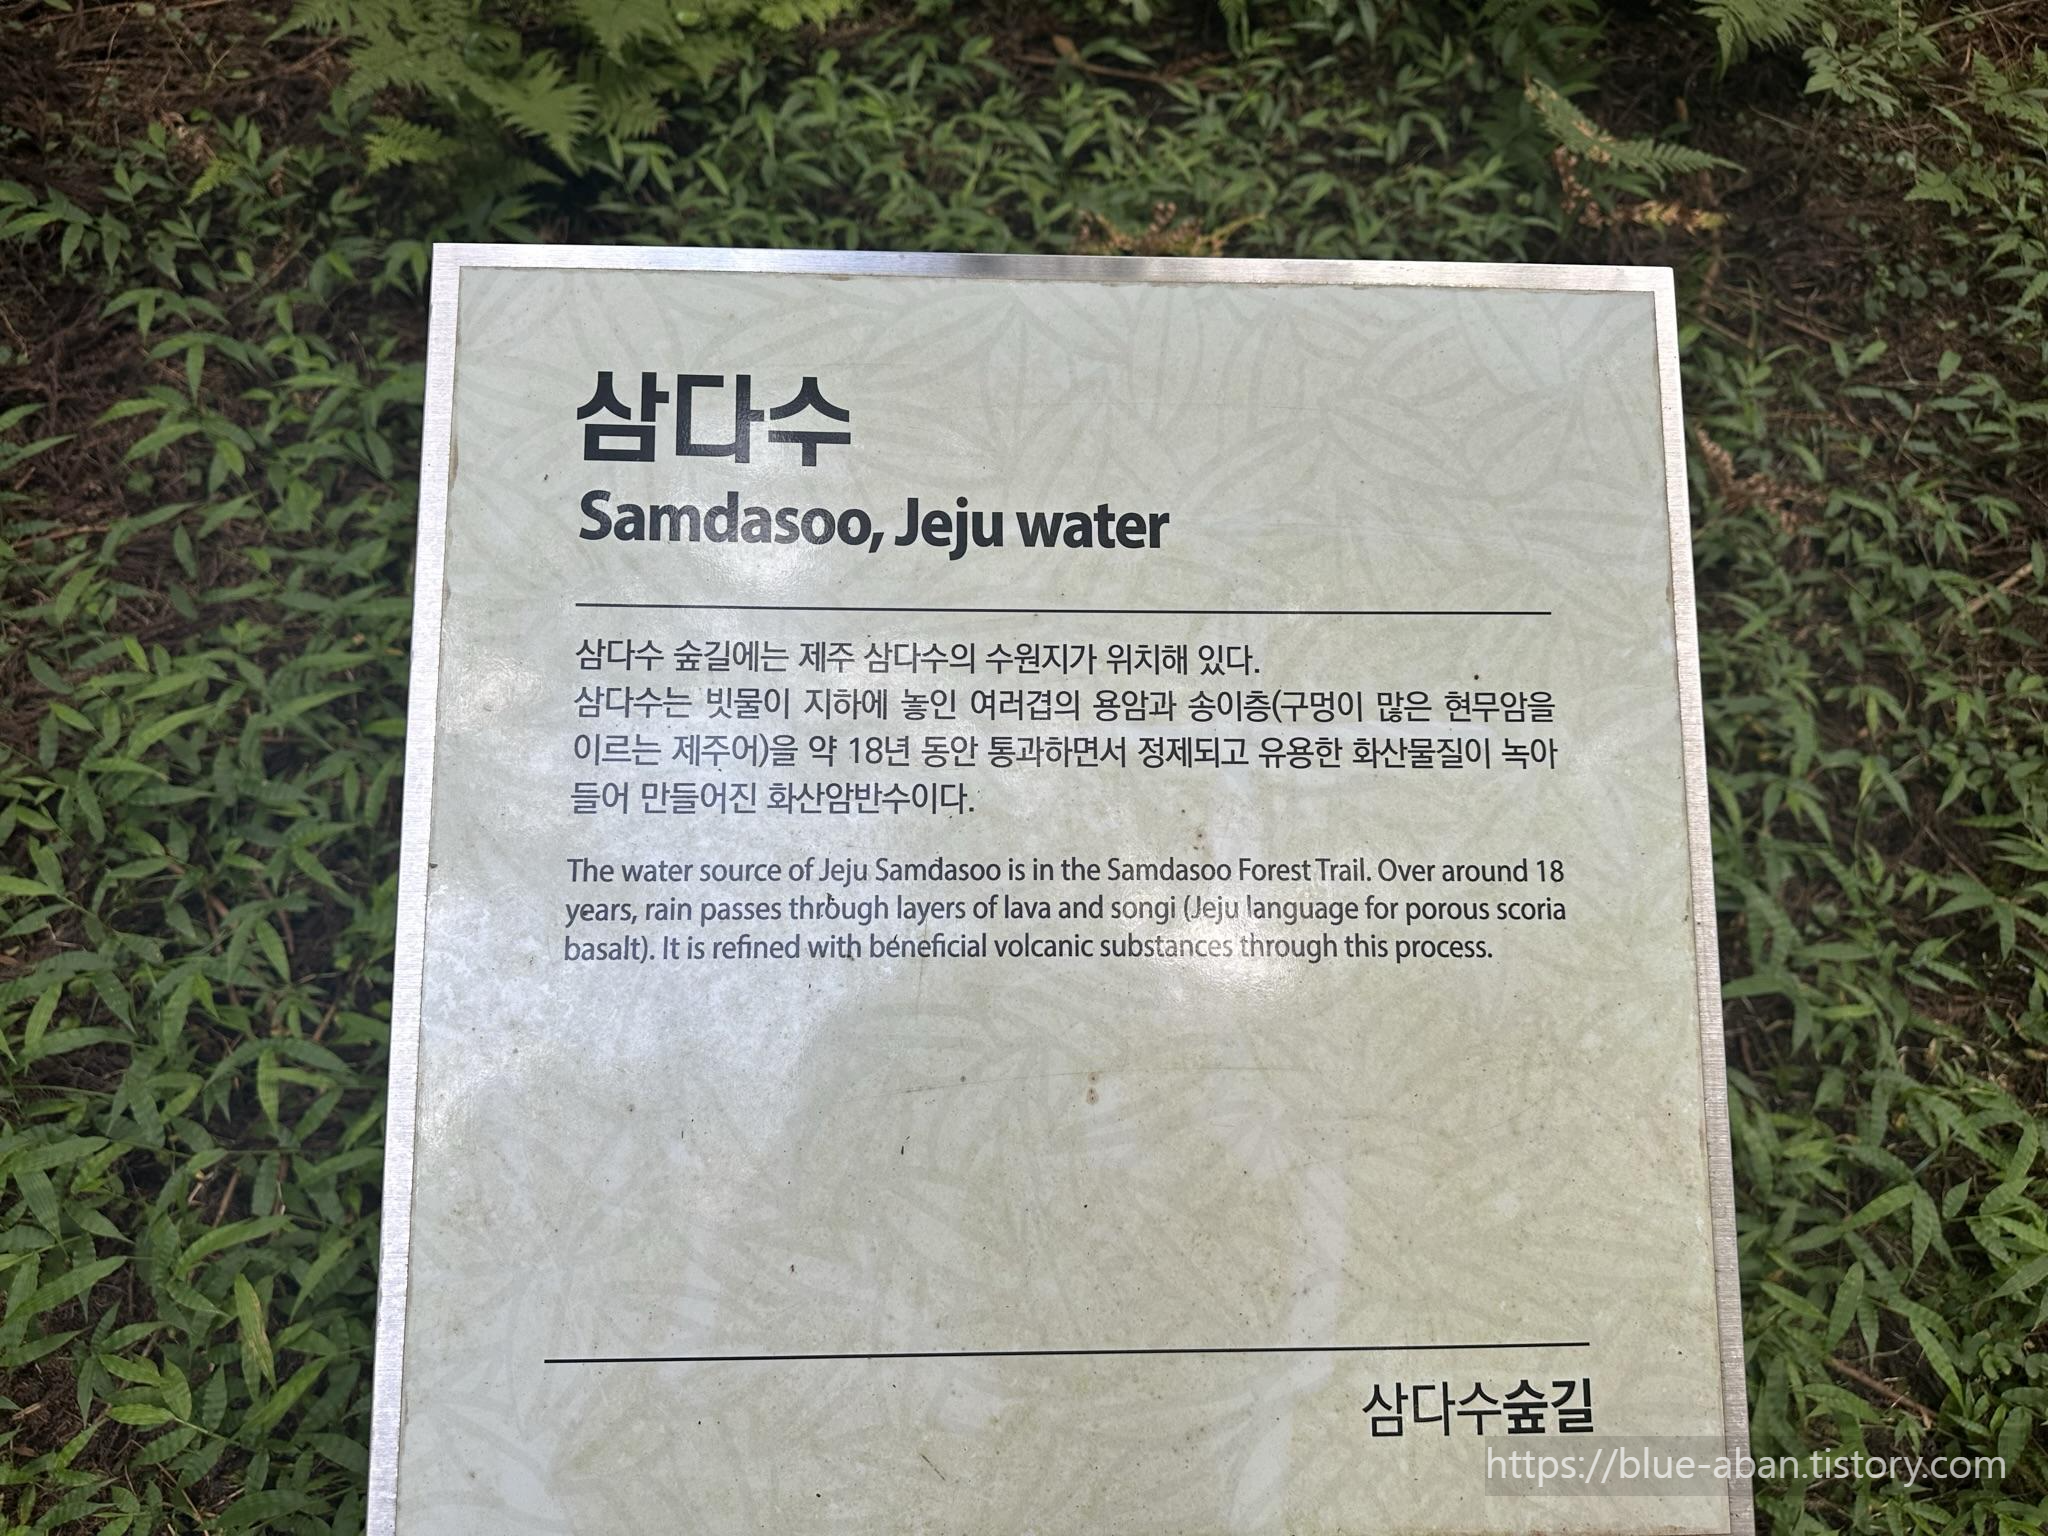 삼다수
Samdasoo, Jeju water
삼다수 숲길에는 제주 삼다수의 수원지가 위치해 있다.
삼다수는 빗물이 지하에 놓인 여러겹의 용암과 송이층(구멍이 많은 현무암을
이르는 제주어)을 약 18년 동안 통과하면서 정제되고 유용한 화산물질이 녹아
들어 만들어진 화산암반수이다.
The water source of Jeju Samdasoo is in the Samdasoo Forest Trail. Over around 18
years, rain passes through layers of lava and songi (Jeju language for porous scoria
basalt). It is refined with beneficial volcanic substances through this process.
삼다수숲길
https://blue-aban.tistory.com